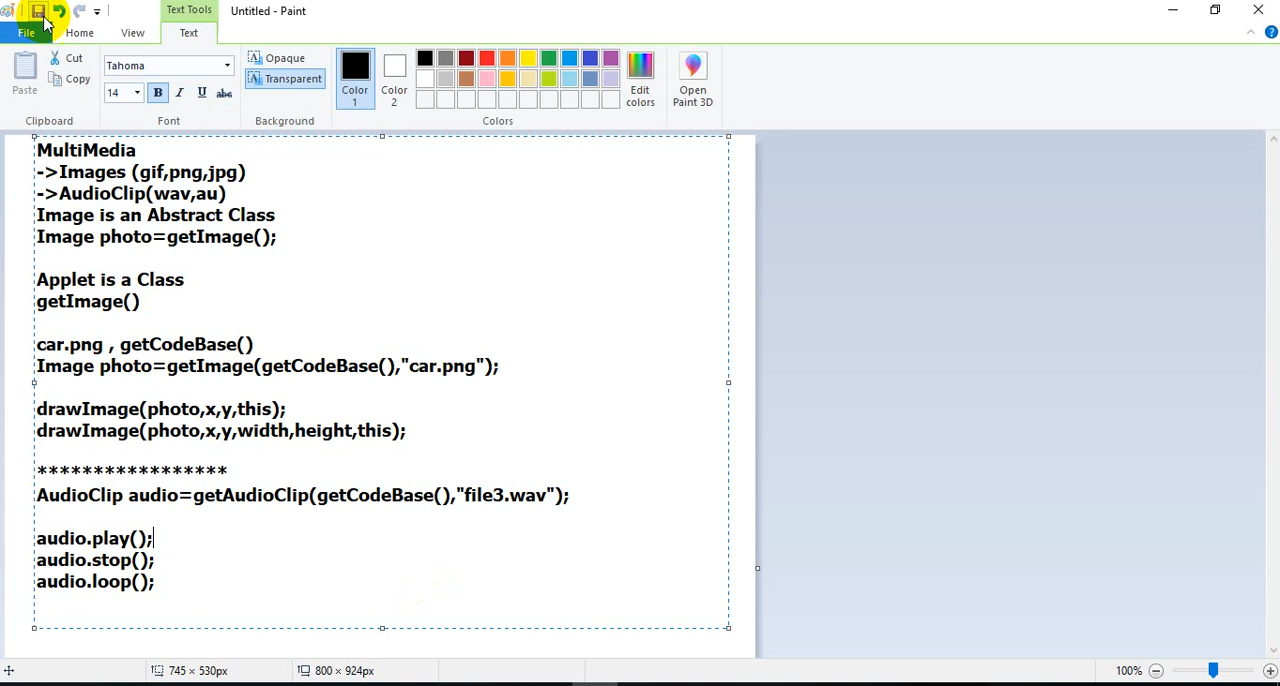 Text Tools
Untitled - Paint
File
Home
View
Text
Paste
Cut
Copy
Clipboard
Tahoma
14
B I U abc
Font
Opaque
Transparent
Background
Color 1
Color 2
Edit colors
Colors
Open Paint 3D
MultiMedia
->Images (gif,png,jpg)
->AudioClip(wav,au)
Image is an Abstract Class
Image photo=getImage();
Applet is a Class
getImage()
car.png , getCodeBase()
Image photo=getImage(getCodeBase(),"car.png");
drawImage(photo,x,y,this);
drawImage(photo,x,y,width,height,this);
*****************
AudioClip audio=getAudioClip(getCodeBase(),"file3.wav");
audio.play();
audio.stop();
audio.loop();
745 × 530px
800 × 924px
100%